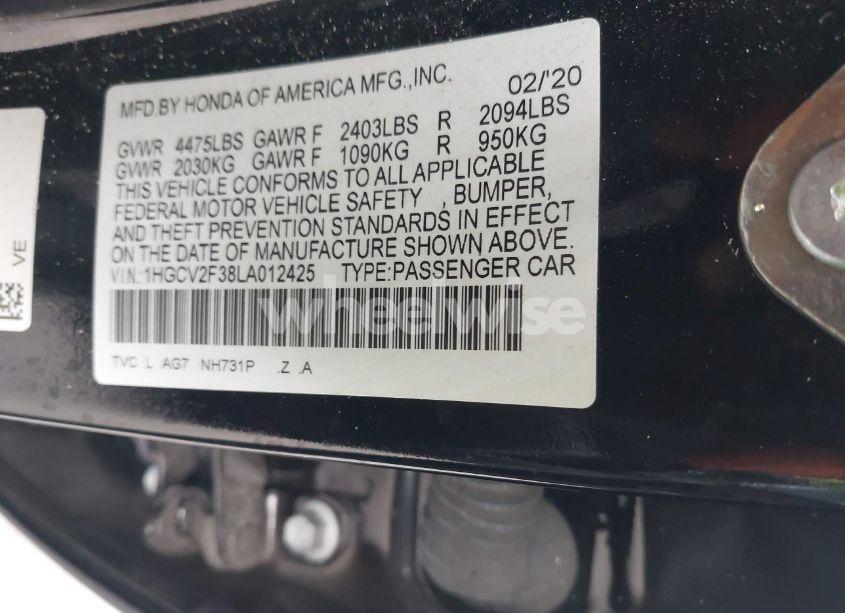 MFD.BY HONDA OF AMERICA MFG.,INC. 02/'20
GVWR 4475LBS GAWR F 2403LBS R 2094LBS
GVWR 2030KG GAWR F 1090KG R 950KG
THIS VEHICLE CONFORMS TO ALL APPLICABLE
FEDERAL MOTOR VEHICLE SAFETY , BUMPER,
AND THEFT PREVENTION STANDARDS IN EFFECT
ON THE DATE OF MANUFACTURE SHOWN ABOVE.
V.I.N.:1HGCV2F38LA012425 TYPE:PASSENGER CAR
wheelwise
TVC L AG7 NH731P .Z .A
VE